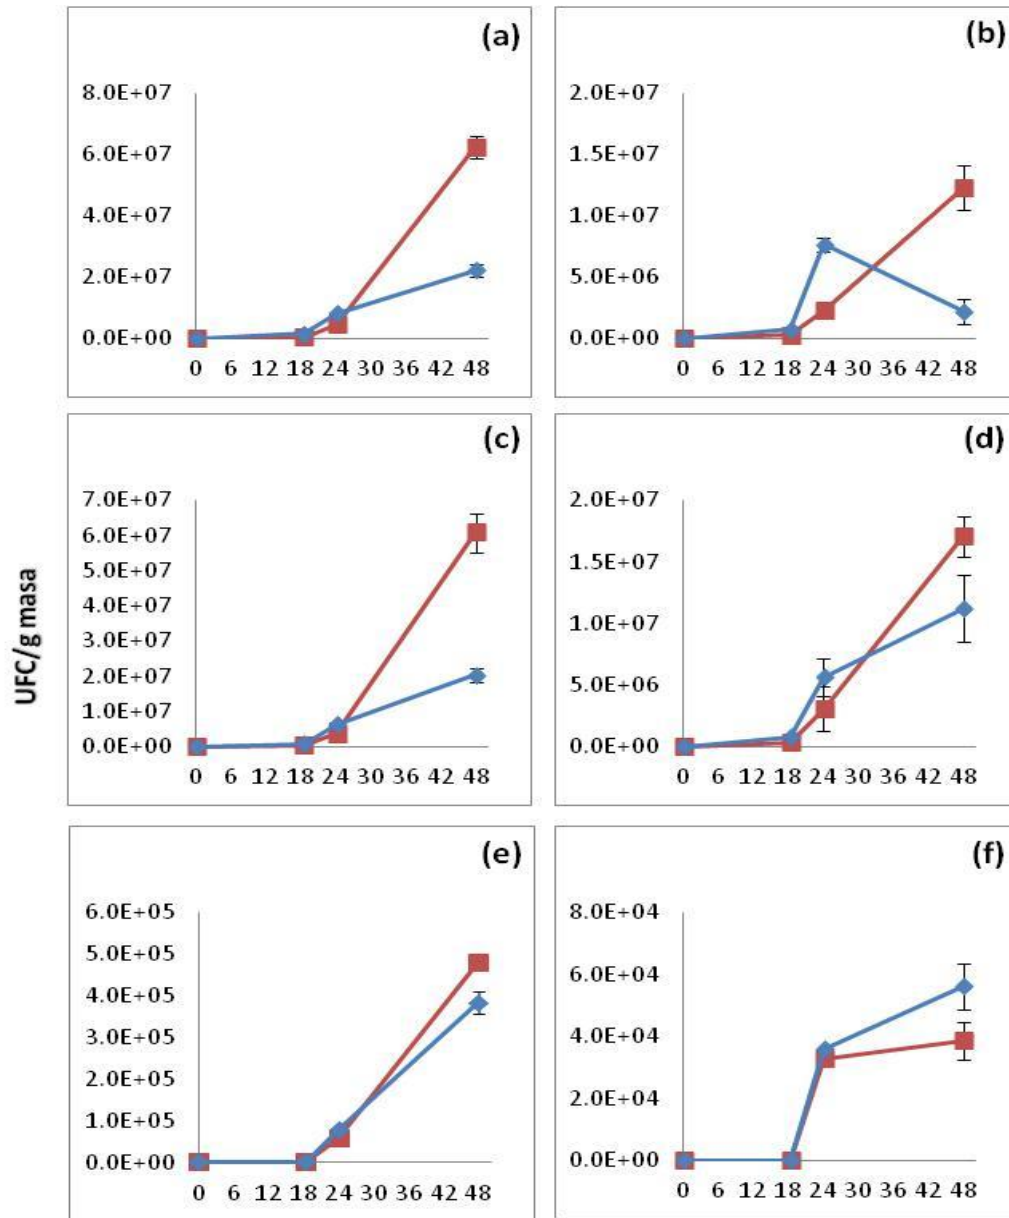 (a)
8.0E+07
6.0E+07
4.0E+07
2.0E+07
0.0E+00
0 6 12 18 24 30 36 42 48
(b)
2.0E+07
1.5E+07
1.0E+07
5.0E+06
0.0E+00
0 6 12 18 24 30 36 42 48
UFC/g masa
(c)
7.0E+07
6.0E+07
5.0E+07
4.0E+07
3.0E+07
2.0E+07
1.0E+07
0.0E+00
0 6 12 18 24 30 36 42 48
(d)
2.0E+07
1.5E+07
1.0E+07
5.0E+06
0.0E+00
0 6 12 18 24 30 36 42 48
(e)
6.0E+05
5.0E+05
4.0E+05
3.0E+05
2.0E+05
1.0E+05
0.0E+00
0 6 12 18 24 30 36 42 48
(f)
8.0E+04
6.0E+04
4.0E+04
2.0E+04
0.0E+00
0 6 12 18 24 30 36 42 48